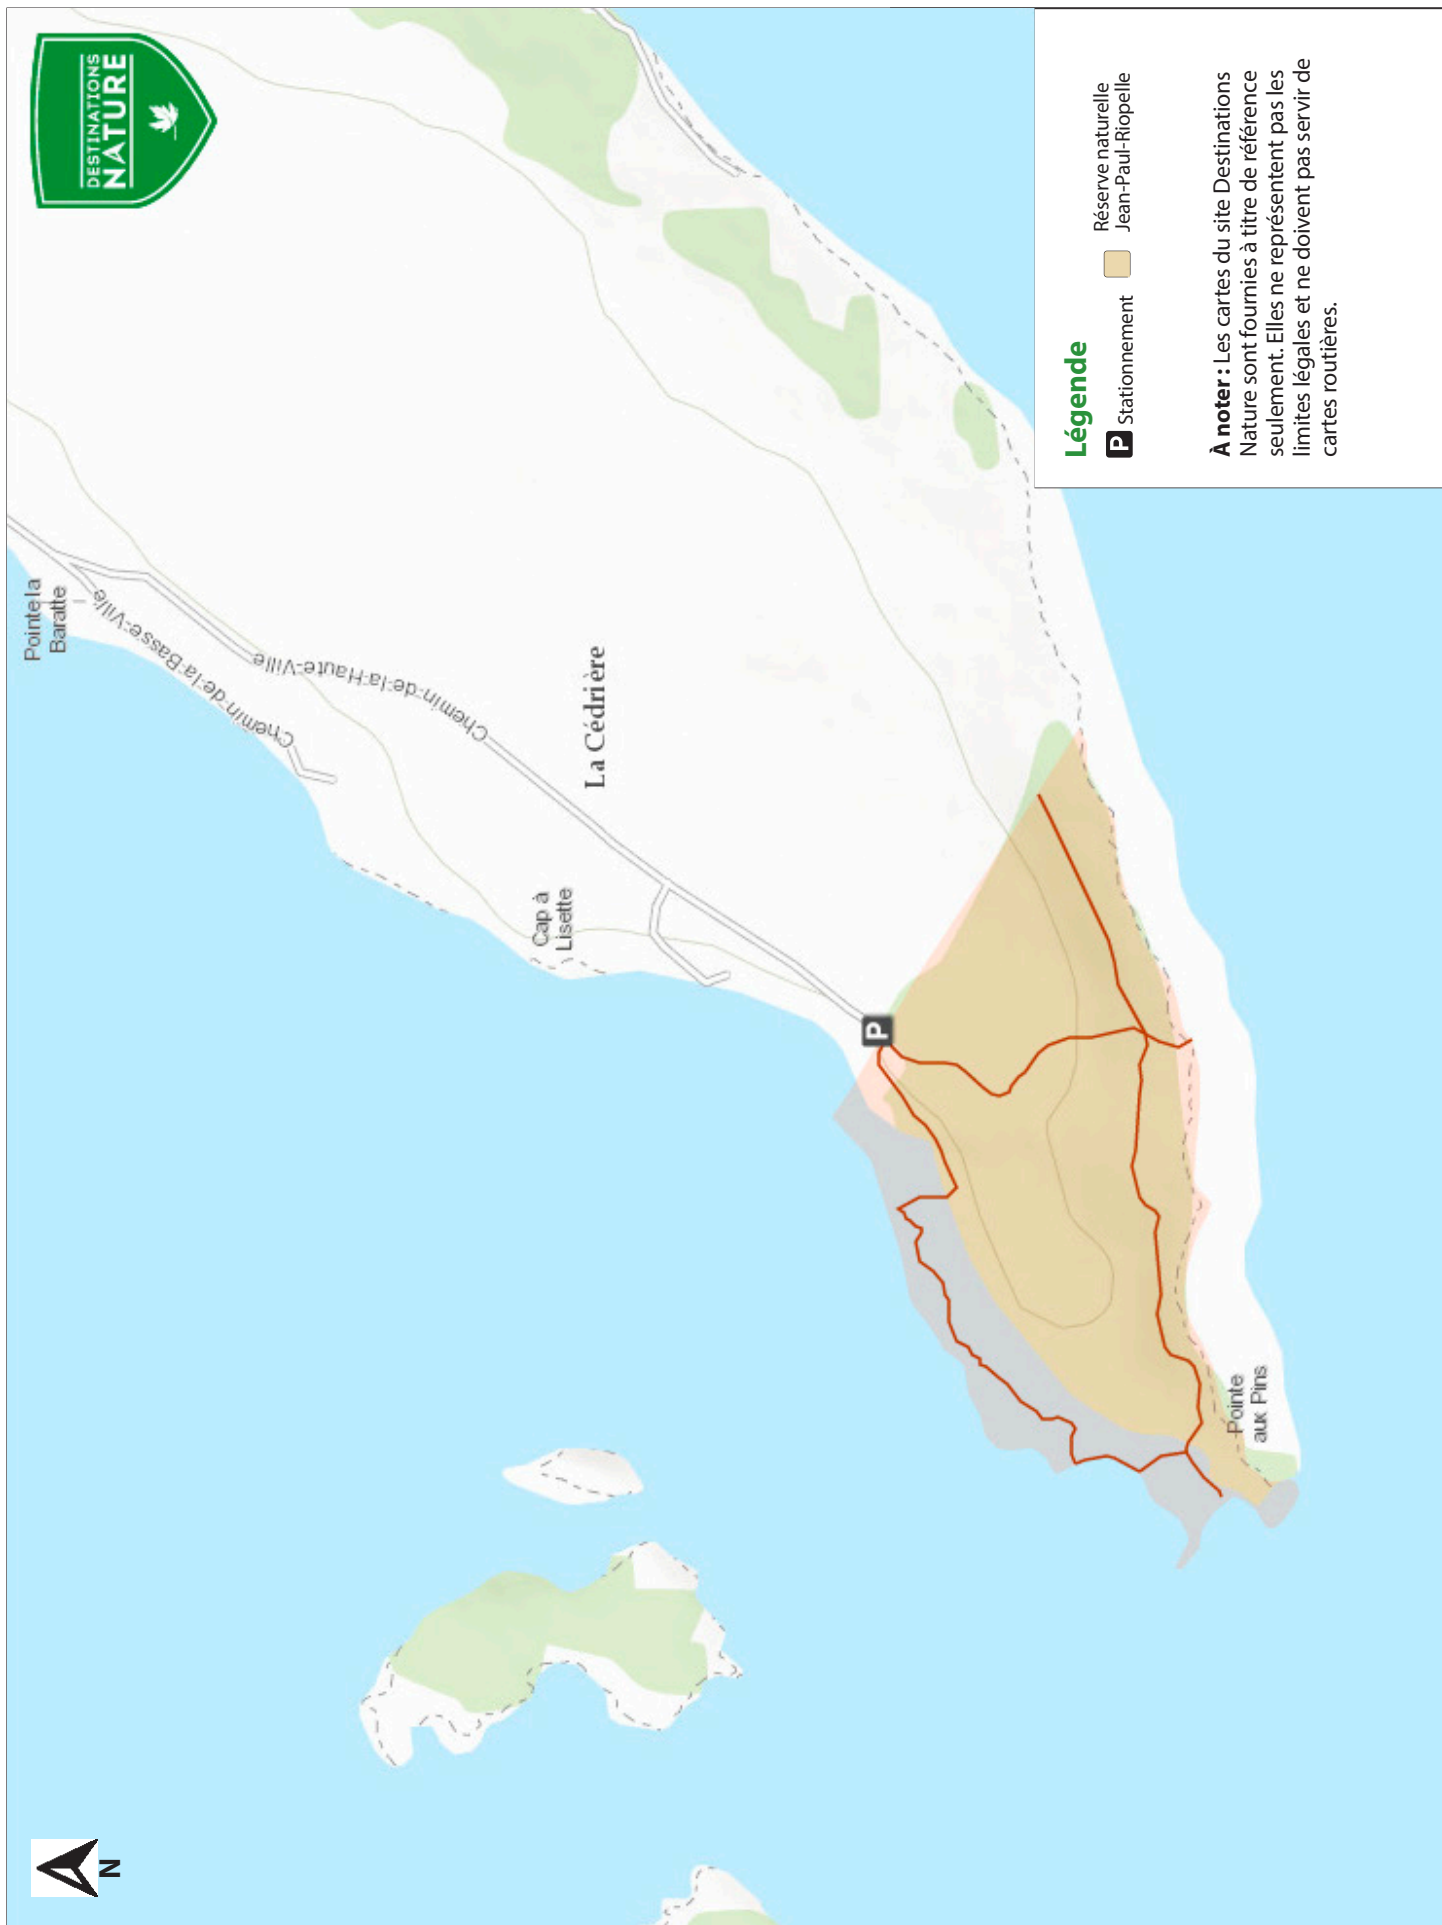 DESTINATIONS
NATURE
Pointe la
Baratte
Chemin-de-la-Basse-Ville
Chemin-de-la-Haute-Ville
La Cédrière
Cap à
Lisette
P
Pointe
aux Pins
N
Légende
P Stationnement
Réserve naturelle
Jean-Paul-Riopelle
À noter : Les cartes du site Destinations
Nature sont fournies à titre de référence
seulement. Elles ne représentent pas les
limites légales et ne doivent pas servir de
cartes routières.